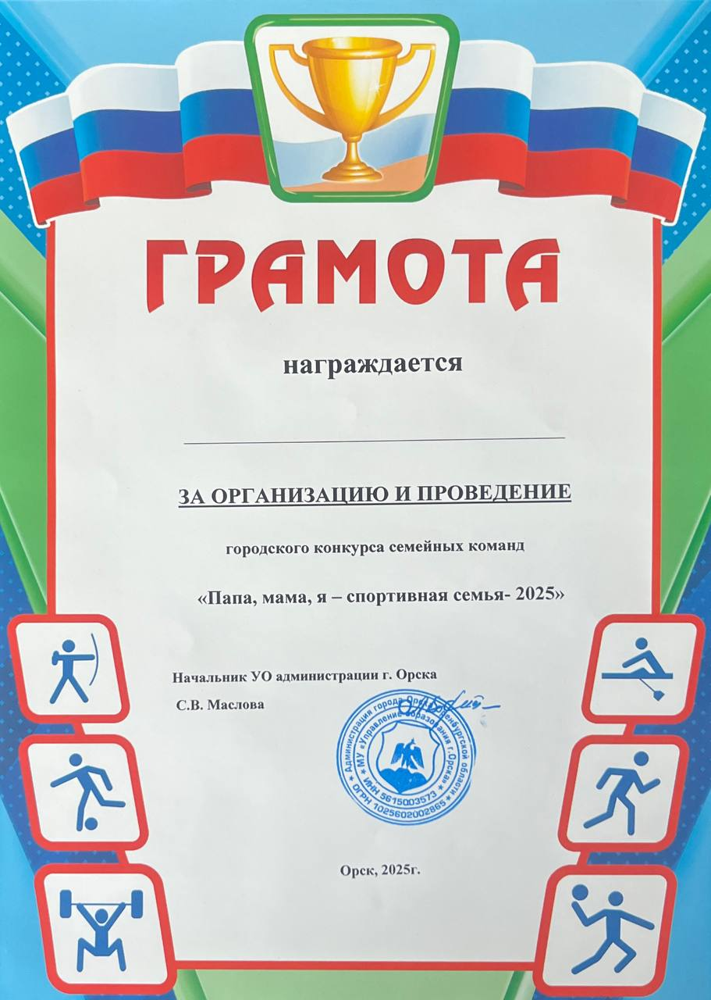 ГРАМОТА
награждается
ЗА ОРГАНИЗАЦИЮ И ПРОВЕДЕНИЕ
городского конкурса семейных команд
«Папа, мама, я – спортивная семья- 2025»
Начальник УО администрации г. Орска
С.В. Маслова
* Администрация города Орска Оренбургской области *
ОГРН 1025602002865
* МУ «Управление образования г.Орска» *
ИНН 5615003573
Орск, 2025г.